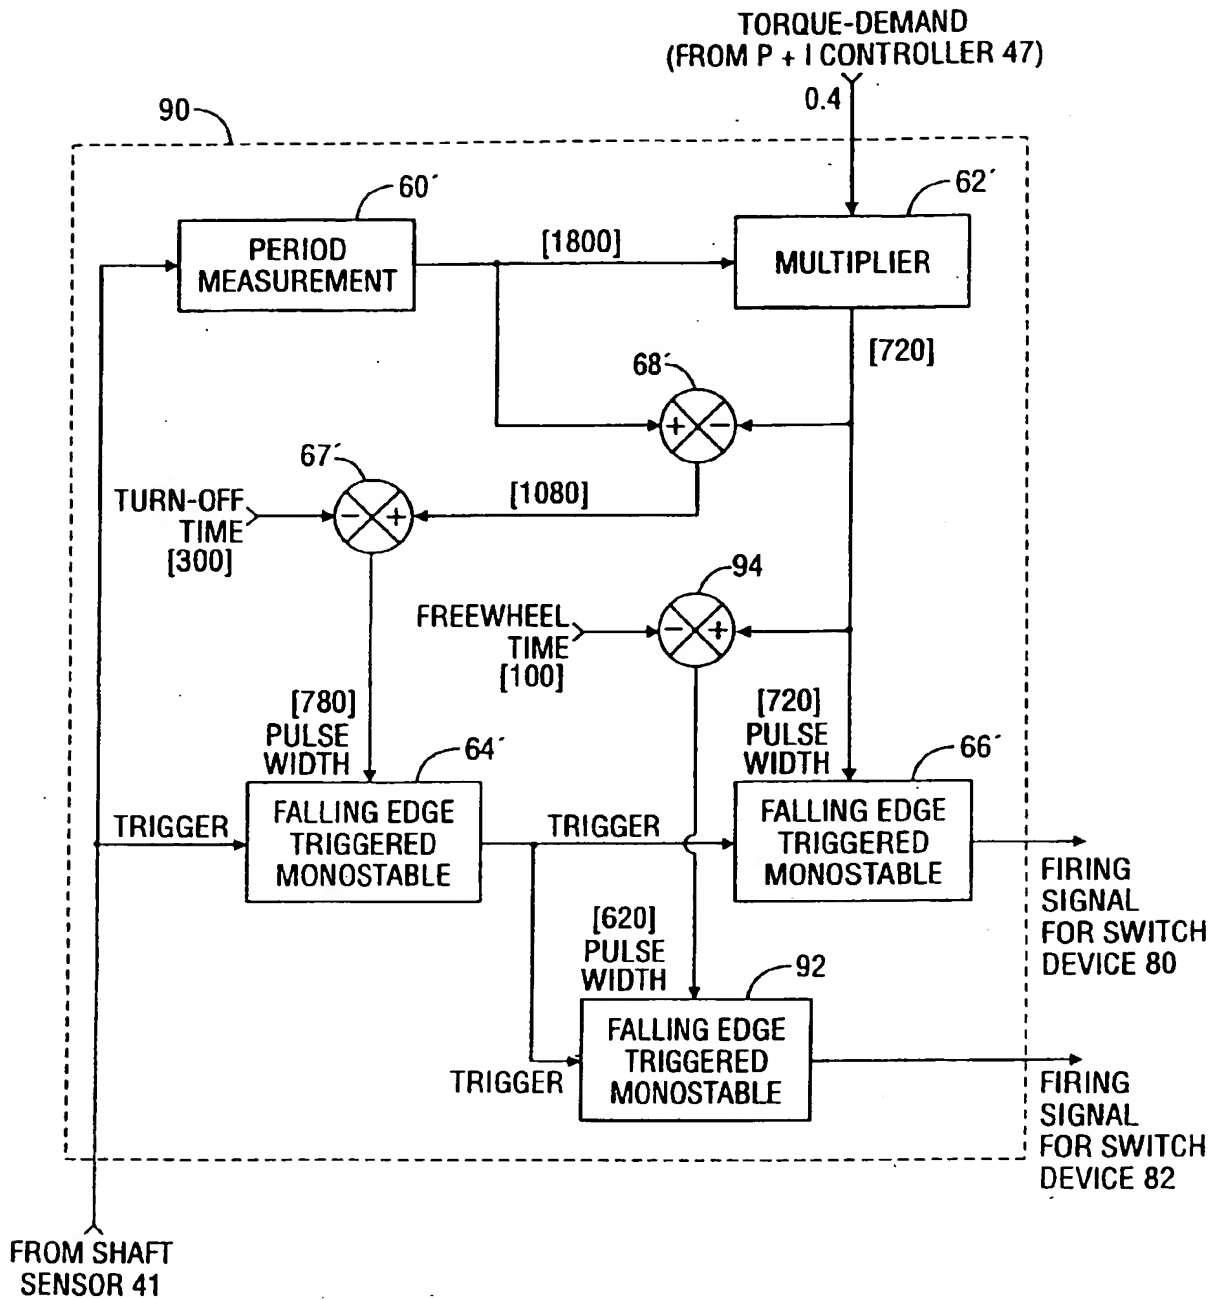 TORQUE-DEMAND
(FROM P + I CONTROLLER 47)
0.4
90
60´
62´
PERIOD
MEASUREMENT
[1800]
MULTIPLIER
[720]
68´
+ −
67´
TURN-OFF
TIME
[300]
− +
[1080]
94
FREEWHEEL
TIME
[100]
− +
[780]
PULSE
WIDTH
64´
[720]
PULSE
WIDTH
66´
TRIGGER
FALLING EDGE
TRIGGERED
MONOSTABLE
TRIGGER
FALLING EDGE
TRIGGERED
MONOSTABLE
FIRING
SIGNAL
FOR SWITCH
DEVICE 80
[620]
PULSE
WIDTH
92
TRIGGER
FALLING EDGE
TRIGGERED
MONOSTABLE
FIRING
SIGNAL
FOR SWITCH
DEVICE 82
FROM SHAFT
SENSOR 41